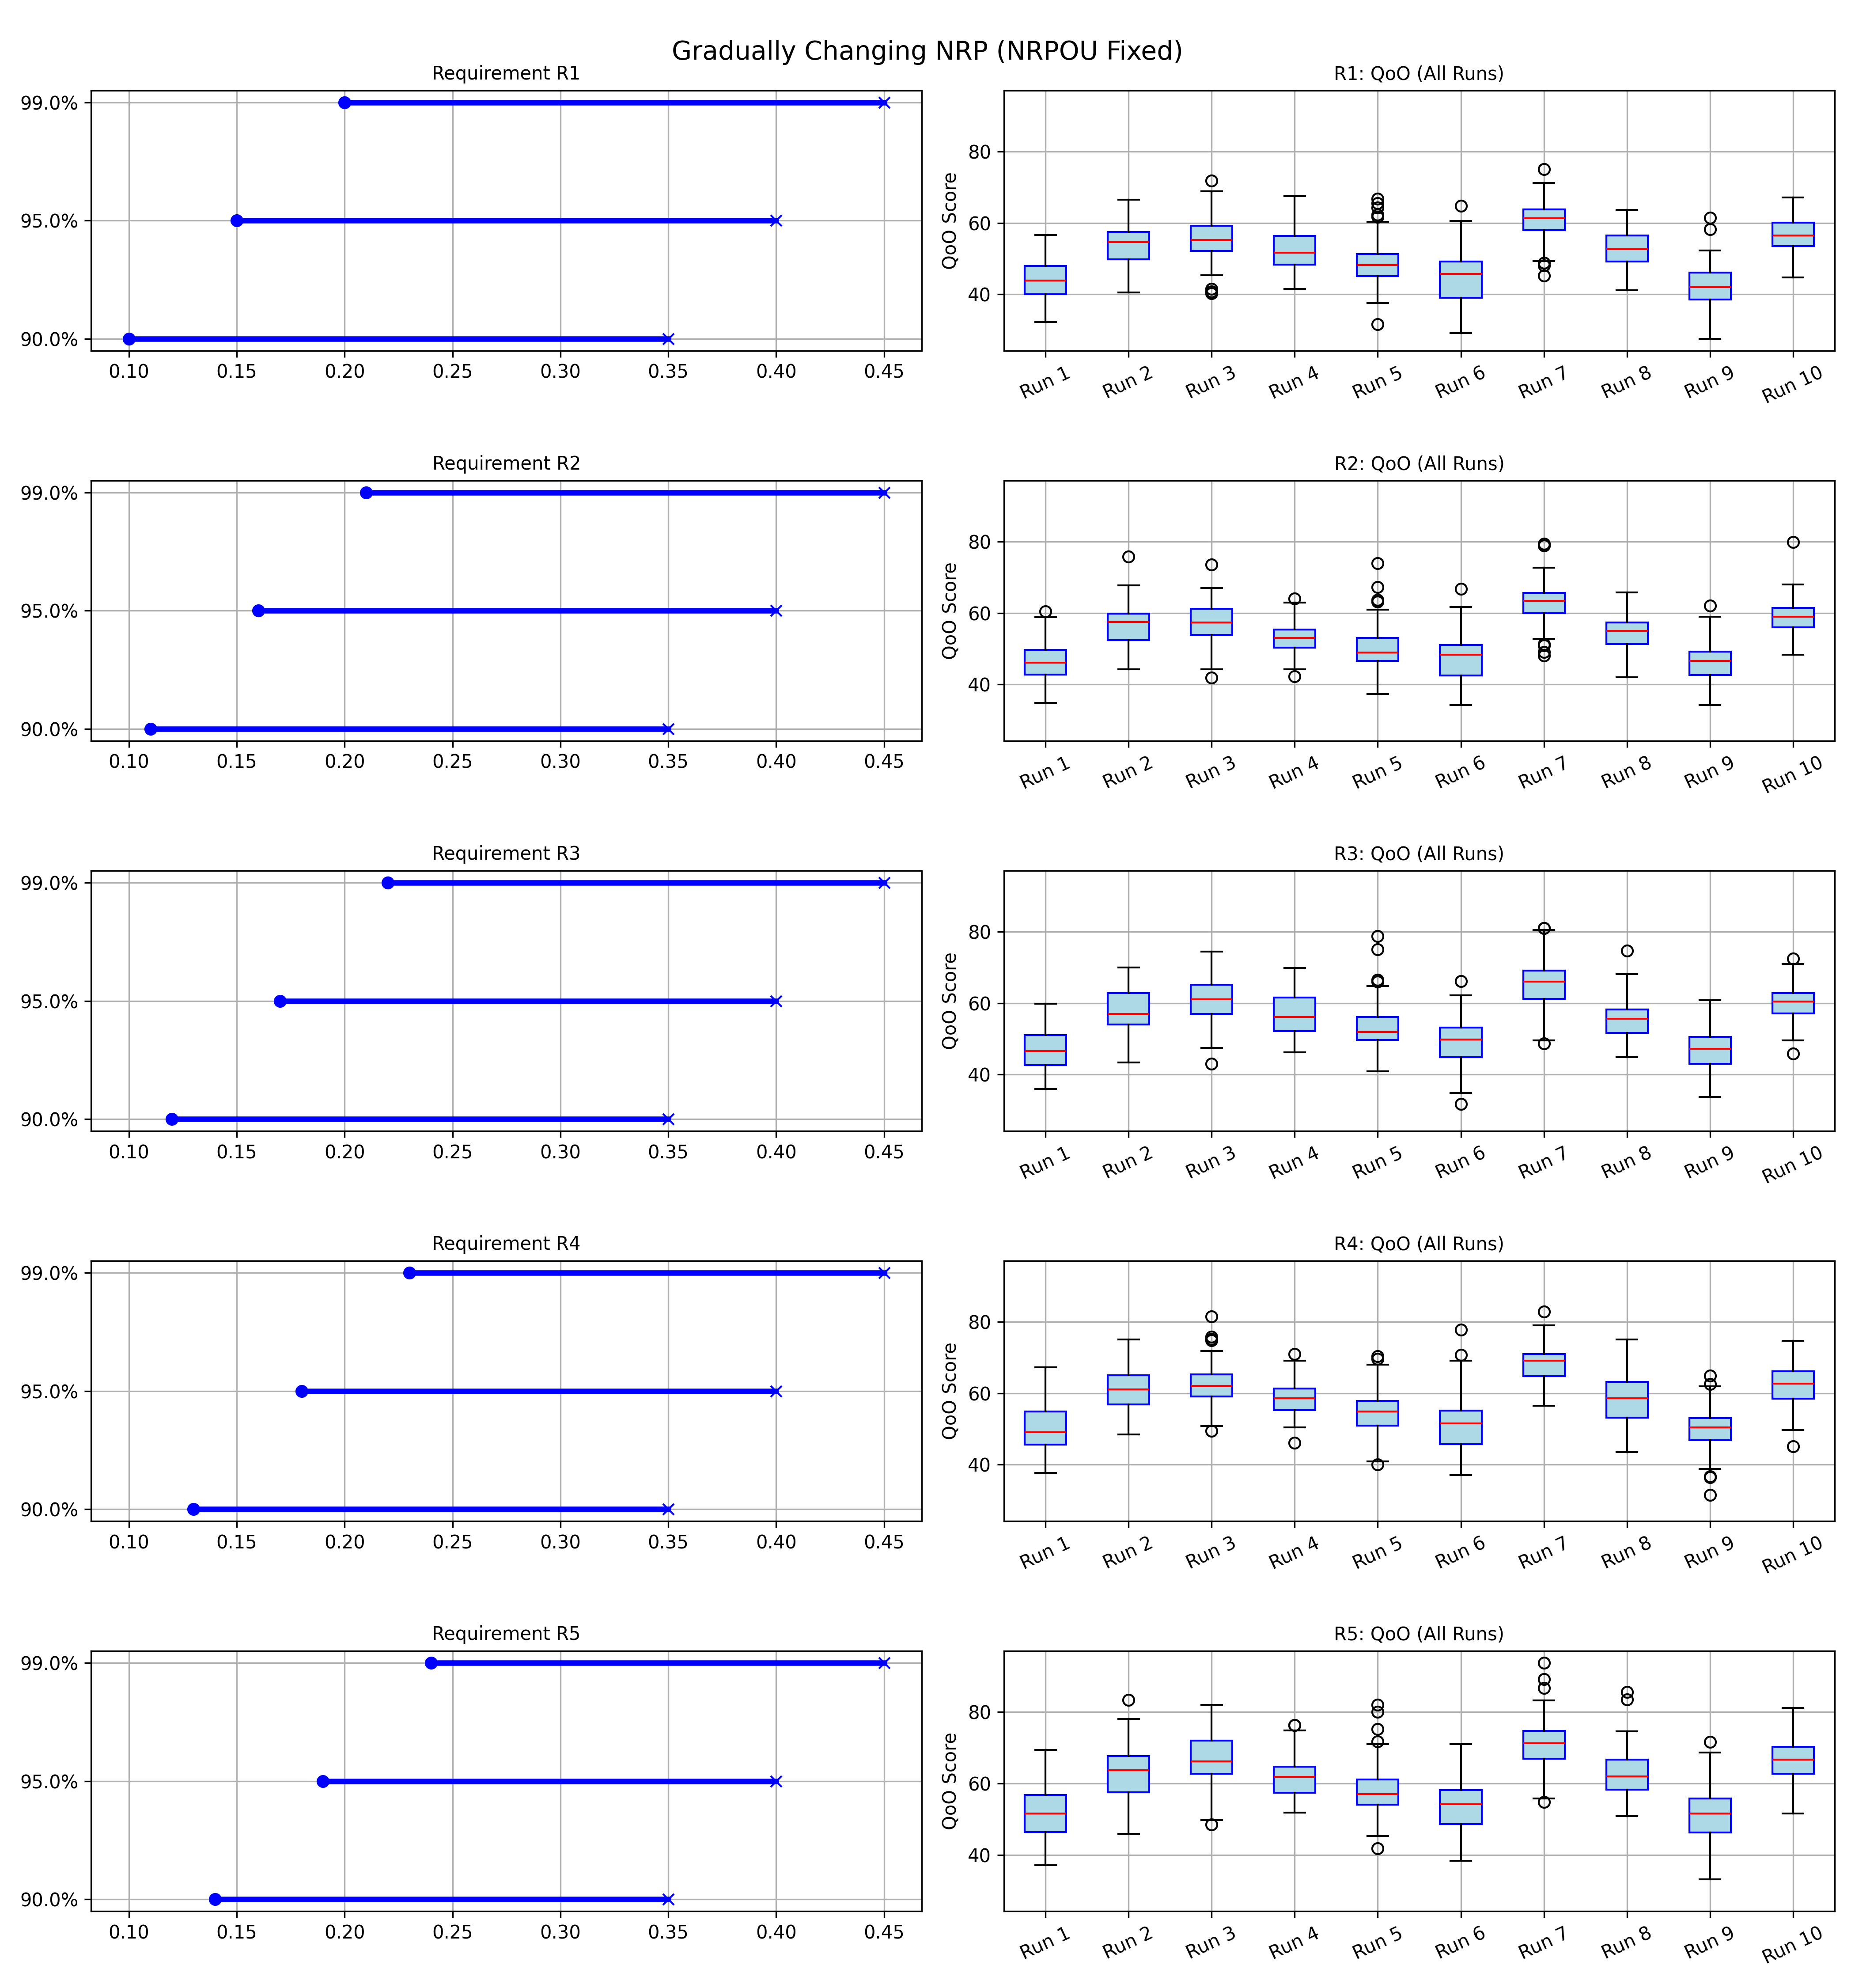 Gradually Changing NRP (NRPOU Fixed)
Requirement R1
99.0%
95.0%
90.0%
0.10 0.15 0.20 0.25 0.30 0.35 0.40 0.45
R1: QoO (All Runs)
QoO Score
80
60
40
Run 1 Run 2 Run 3 Run 4 Run 5 Run 6 Run 7 Run 8 Run 9 Run 10
Requirement R2
99.0%
95.0%
90.0%
0.10 0.15 0.20 0.25 0.30 0.35 0.40 0.45
R2: QoO (All Runs)
QoO Score
80
60
40
Run 1 Run 2 Run 3 Run 4 Run 5 Run 6 Run 7 Run 8 Run 9 Run 10
Requirement R3
99.0%
95.0%
90.0%
0.10 0.15 0.20 0.25 0.30 0.35 0.40 0.45
R3: QoO (All Runs)
QoO Score
80
60
40
Run 1 Run 2 Run 3 Run 4 Run 5 Run 6 Run 7 Run 8 Run 9 Run 10
Requirement R4
99.0%
95.0%
90.0%
0.10 0.15 0.20 0.25 0.30 0.35 0.40 0.45
R4: QoO (All Runs)
QoO Score
80
60
40
Run 1 Run 2 Run 3 Run 4 Run 5 Run 6 Run 7 Run 8 Run 9 Run 10
Requirement R5
99.0%
95.0%
90.0%
0.10 0.15 0.20 0.25 0.30 0.35 0.40 0.45
R5: QoO (All Runs)
QoO Score
80
60
40
Run 1 Run 2 Run 3 Run 4 Run 5 Run 6 Run 7 Run 8 Run 9 Run 10